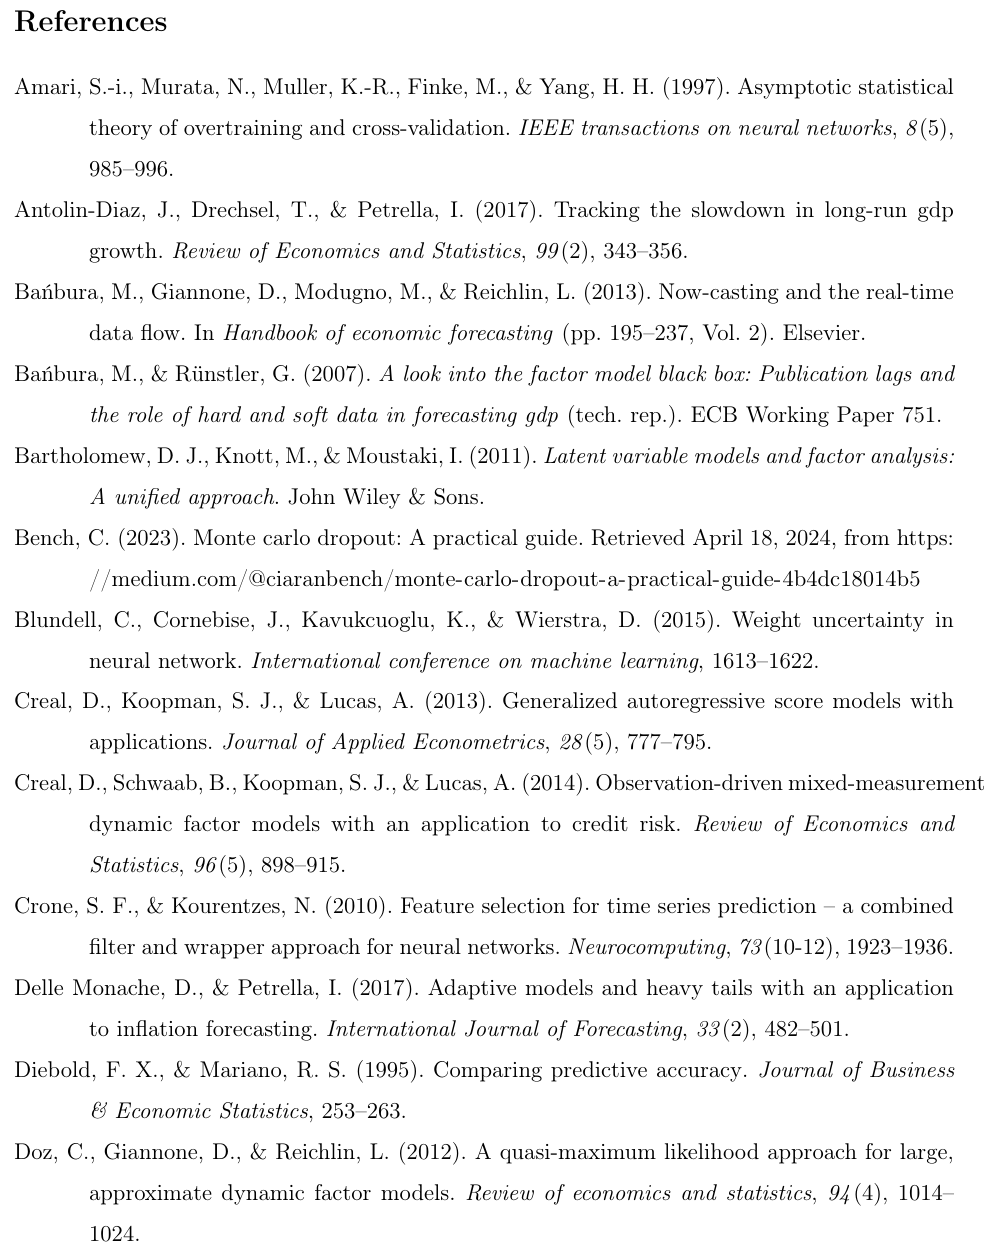 References
Amari, S.-i., Murata, N., Muller, K.-R., Finke, M., & Yang, H. H. (1997). Asymptotic statistical
theory of overtraining and cross-validation. IEEE transactions on neural networks, 8(5),
985–996.
Antolin-Diaz, J., Drechsel, T., & Petrella, I. (2017). Tracking the slowdown in long-run gdp
growth. Review of Economics and Statistics, 99(2), 343–356.
Bańbura, M., Giannone, D., Modugno, M., & Reichlin, L. (2013). Now-casting and the real-time
data flow. In Handbook of economic forecasting (pp. 195–237, Vol. 2). Elsevier.
Bańbura, M., & Rünstler, G. (2007). A look into the factor model black box: Publication lags and
the role of hard and soft data in forecasting gdp (tech. rep.). ECB Working Paper 751.
Bartholomew, D. J., Knott, M., & Moustaki, I. (2011). Latent variable models and factor analysis:
A unified approach. John Wiley & Sons.
Bench, C. (2023). Monte carlo dropout: A practical guide. Retrieved April 18, 2024, from https:
//medium.com/@ciaranbench/monte-carlo-dropout-a-practical-guide-4b4dc18014b5
Blundell, C., Cornebise, J., Kavukcuoglu, K., & Wierstra, D. (2015). Weight uncertainty in
neural network. International conference on machine learning, 1613–1622.
Creal, D., Koopman, S. J., & Lucas, A. (2013). Generalized autoregressive score models with
applications. Journal of Applied Econometrics, 28(5), 777–795.
Creal, D., Schwaab, B., Koopman, S. J., & Lucas, A. (2014). Observation-driven mixed-measurement
dynamic factor models with an application to credit risk. Review of Economics and
Statistics, 96(5), 898–915.
Crone, S. F., & Kourentzes, N. (2010). Feature selection for time series prediction – a combined
filter and wrapper approach for neural networks. Neurocomputing, 73(10-12), 1923–1936.
Delle Monache, D., & Petrella, I. (2017). Adaptive models and heavy tails with an application
to inflation forecasting. International Journal of Forecasting, 33(2), 482–501.
Diebold, F. X., & Mariano, R. S. (1995). Comparing predictive accuracy. Journal of Business
& Economic Statistics, 253–263.
Doz, C., Giannone, D., & Reichlin, L. (2012). A quasi-maximum likelihood approach for large,
approximate dynamic factor models. Review of economics and statistics, 94(4), 1014–
1024.